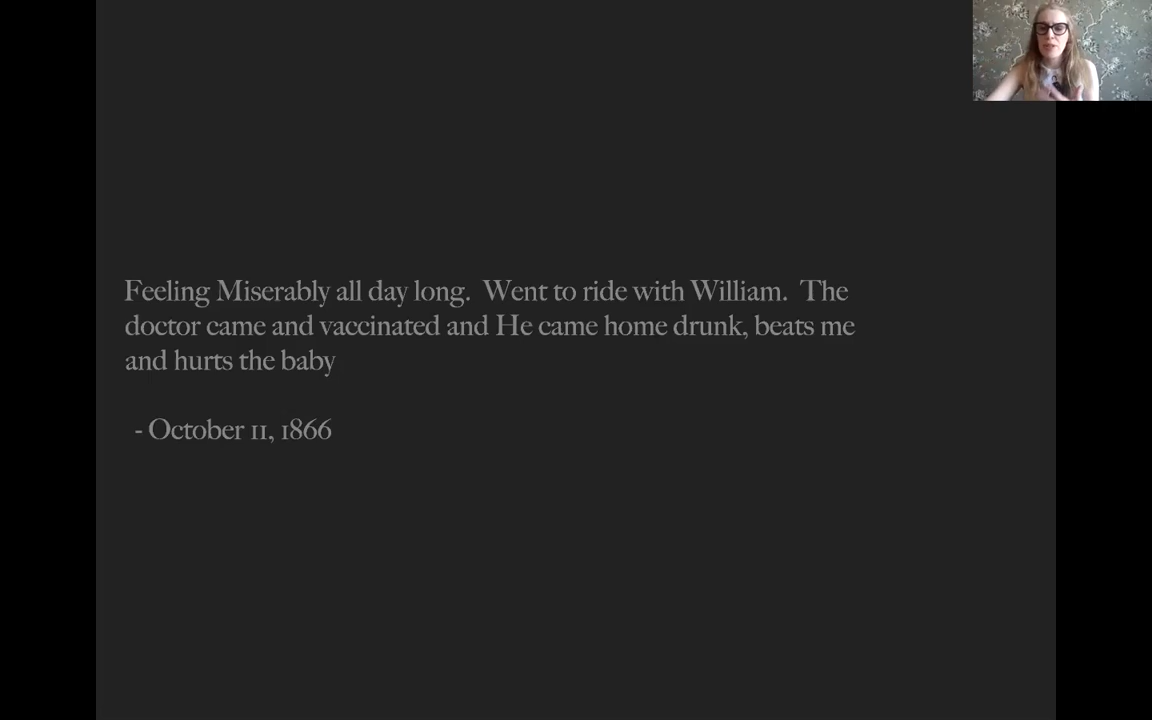 Feeling Miserably all day long.  Went to ride with William.  The
doctor came and vaccinated and He came home drunk, beats me
and hurts the baby
- October 11, 1866